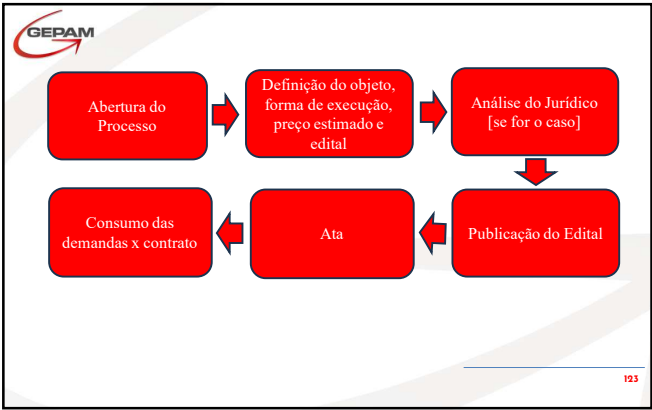 GEPAM
Abertura do
Processo
Definição do objeto,
forma de execução,
preço estimado e
edital
Análise do Jurídico
[se for o caso]
Publicação do Edital
Ata
Consumo das
demandas x contrato
123